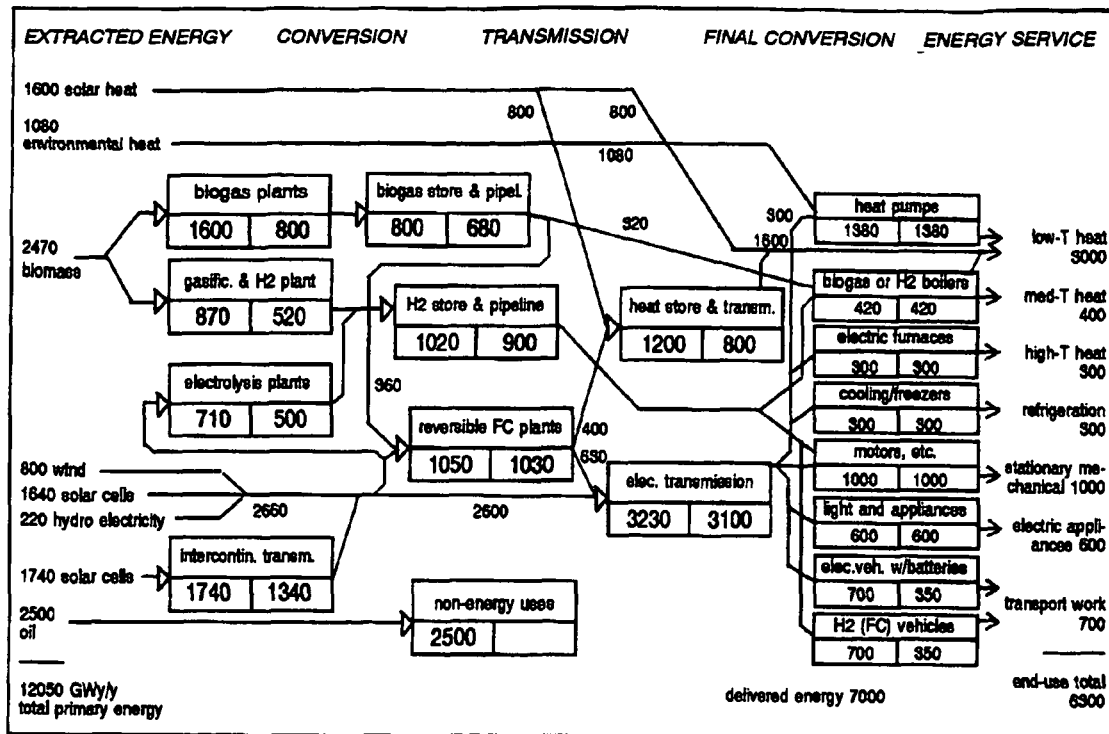 EXTRACTED ENERGY CONVERSION TRANSMISSION FINAL CONVERSION ENERGY SERVICE
1600 solar heat
800
800
1080
environmental heat
1080
biogas plants
1600 800
biogas store & pipel.
800 680
320
300
1600
heat pumps
1380 1380
low-T heat
3000
2470
biomass
gasific. & H2 plant
870 520
H2 store & pipeline
1020 900
heat store & transm.
1200 800
biogas or H2 boilers
420 420
med-T heat
400
electric furnaces
300 300
high-T heat
300
electrolysis plants
710 500
360
cooling/freezers
300 300
refrigeration
300
reversible FC plants
1050 1030
400
630
motors, etc.
1000 1000
stationary me-
chanical 1000
800 wind
1640 solar cells
220 hydro electricity
2660
2600
elec. transmission
3230 3100
light and appliances
600 600
electric appli-
ances 600
intercontin. transm.
1740 1340
1740 solar cells
elec.veh. w/batteries
700 350
transport work
700
2500
oil
non-energy uses
2500
H2 (FC) vehicles
700 350
12050 GWy/y
total primary energy
delivered energy 7000
end-use total
6300